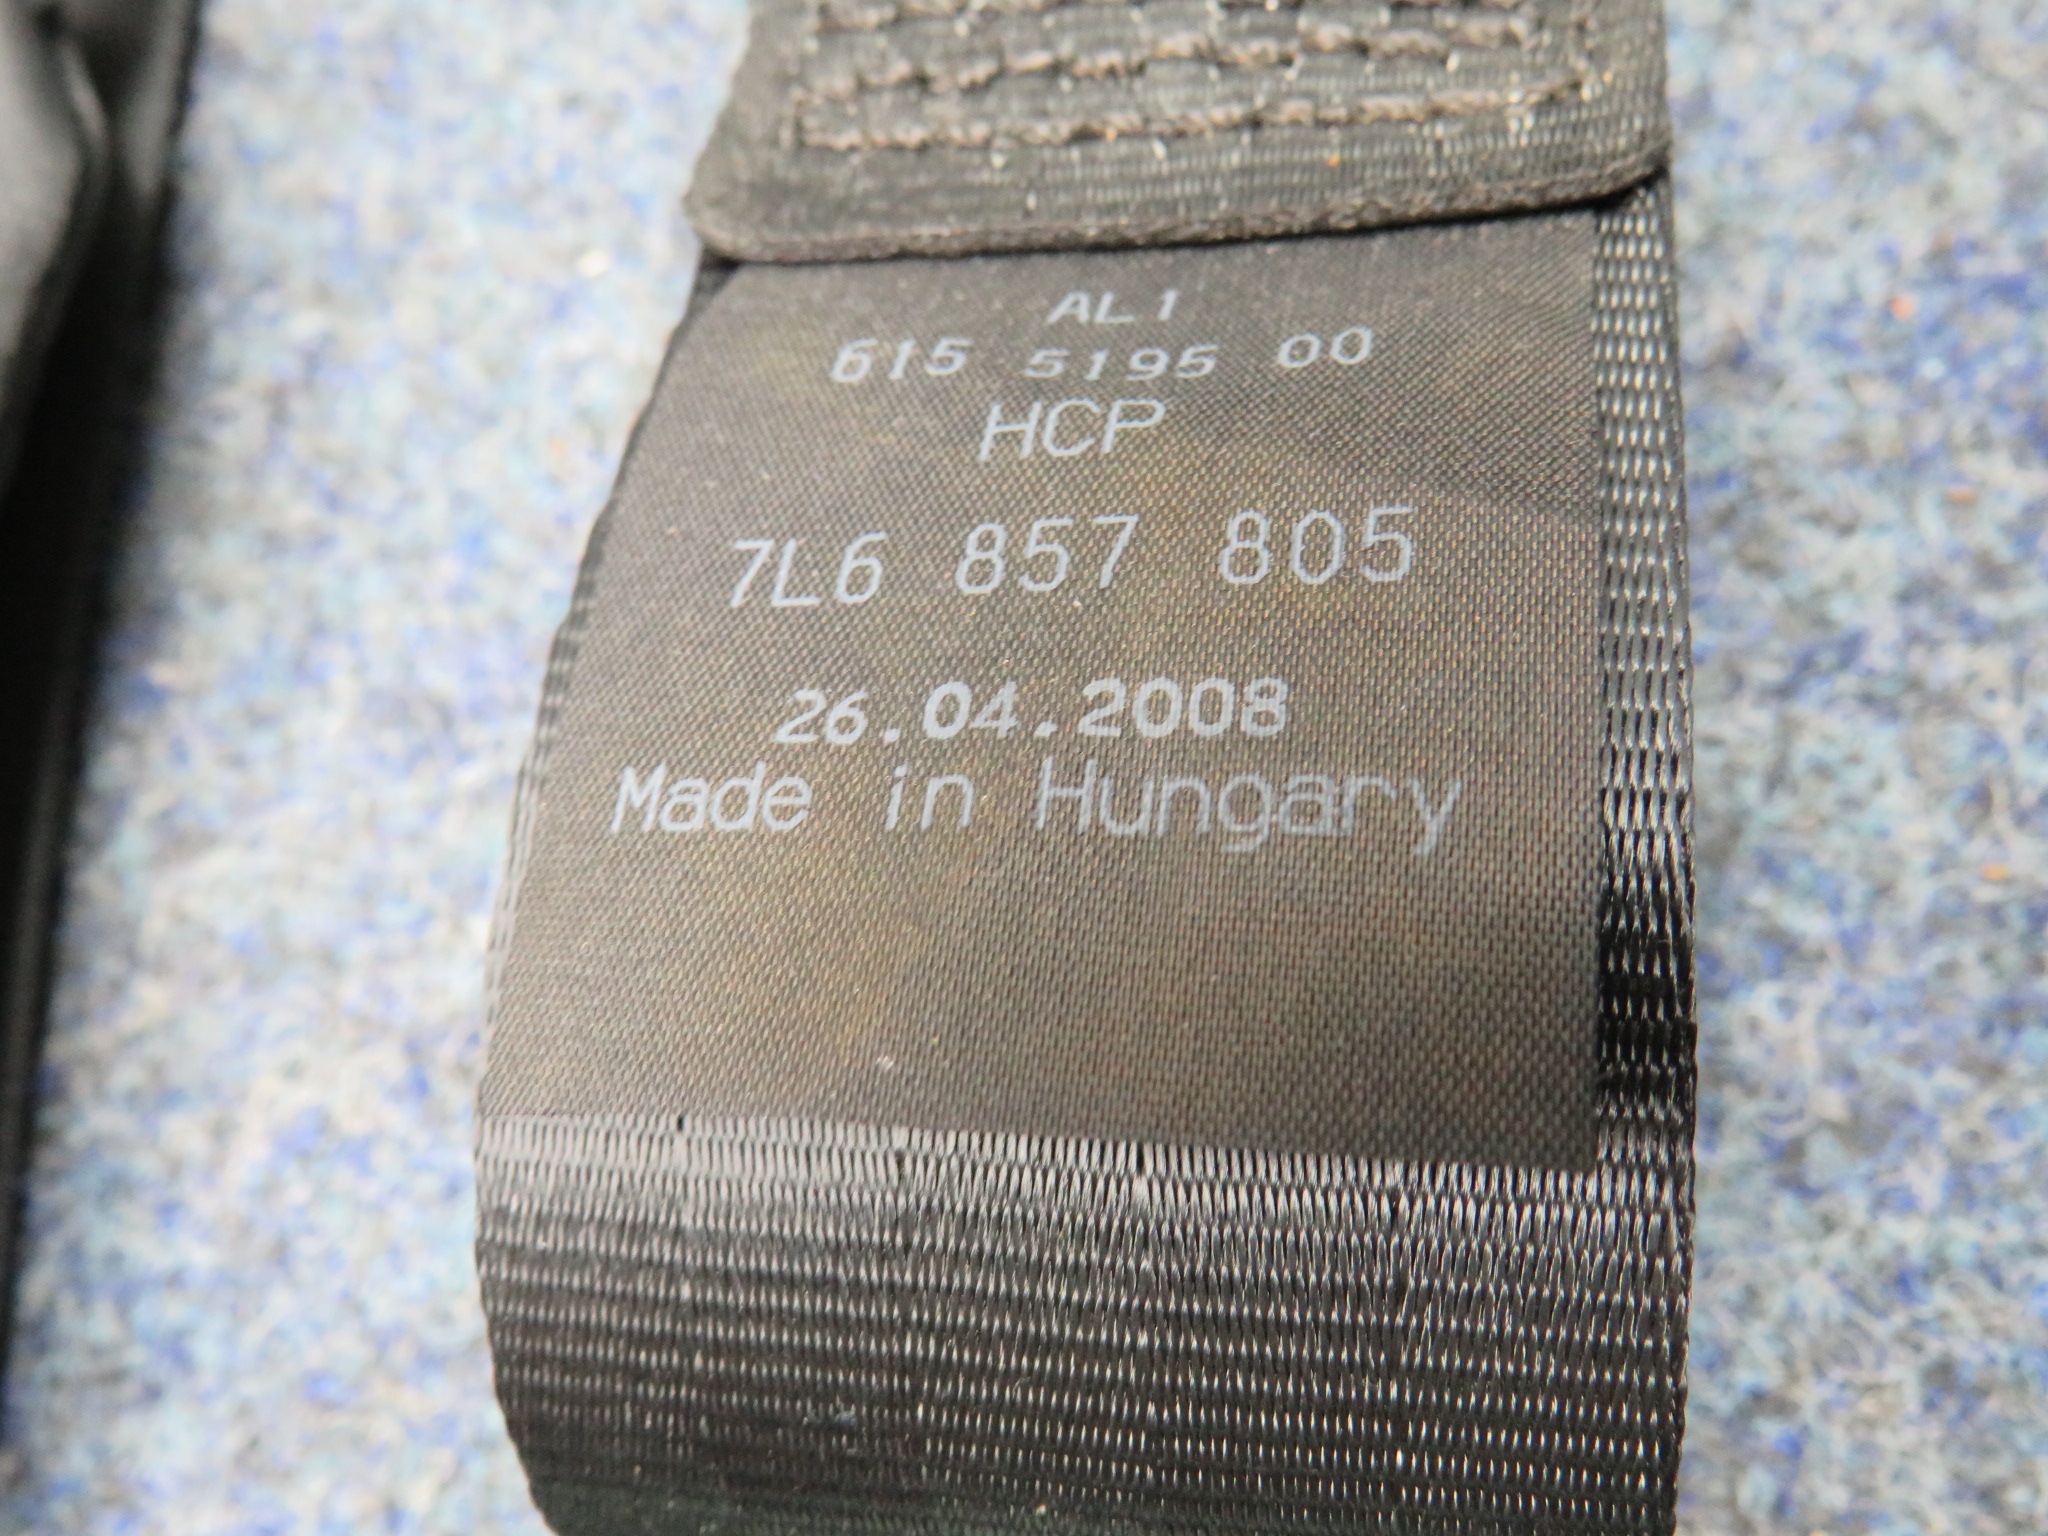 AL1
615 5195 00
HCP
7L6 857 805
26.04.2008
Made in Hungary